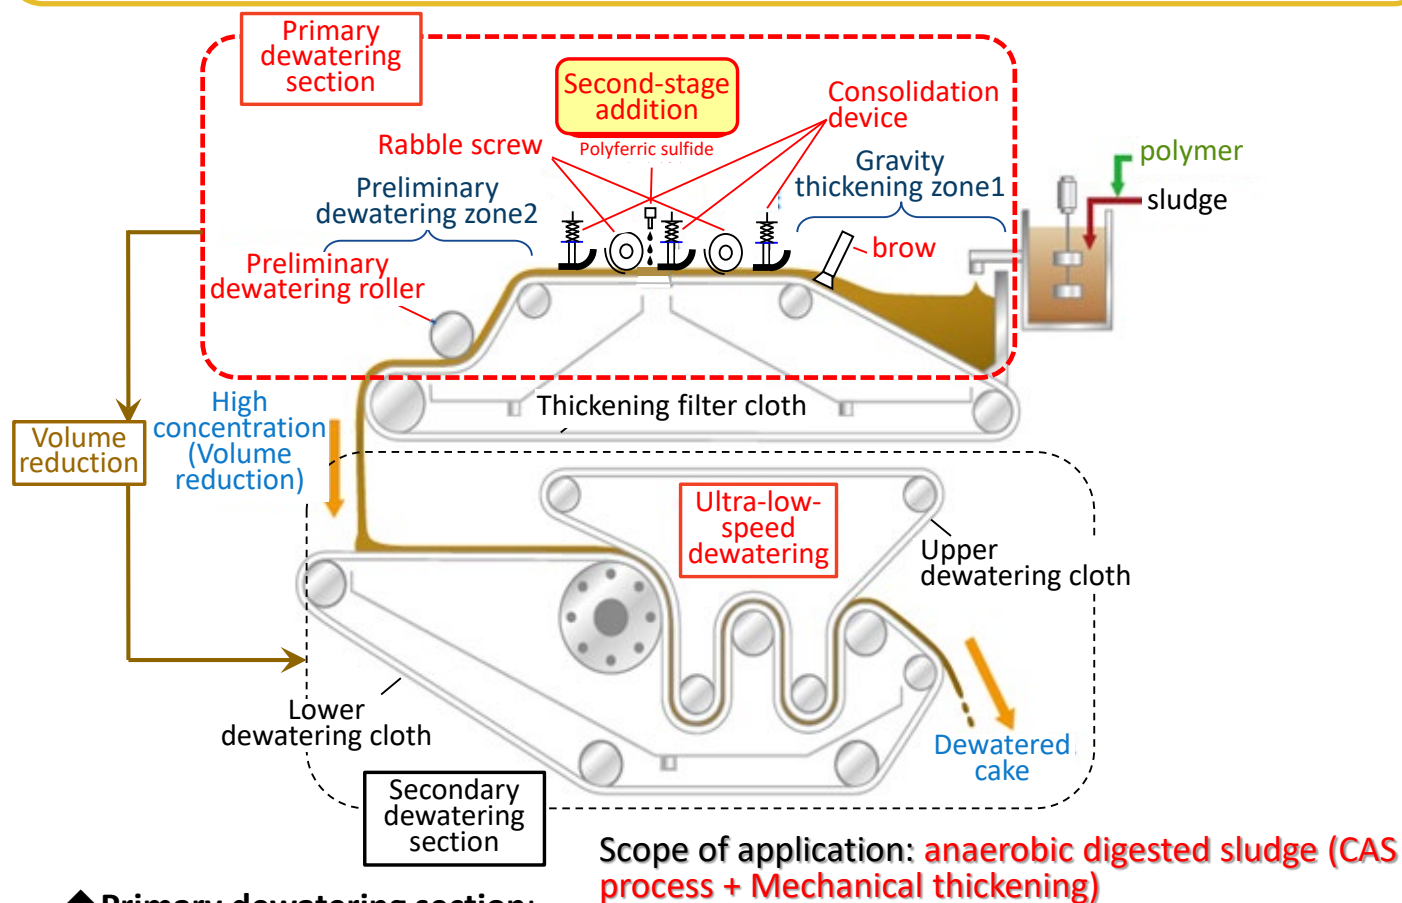 Primary
dewatering
section
Second-stage
addition
Polyferric sulfide
Consolidation
device
Rabble screw
Gravity
thickening zone1
polymer
sludge
Preliminary
dewatering zone2
brow
Preliminary
dewatering roller
High
concentration
(Volume
reduction)
Volume
reduction
Thickening filter cloth
Ultra-low-
speed
dewatering
Upper
dewatering cloth
Lower
dewatering cloth
Dewatered
cake
Secondary
dewatering
section
Scope of application: anaerobic digested sludge (CAS
process + Mechanical thickening)
◆Primary dewatering section: